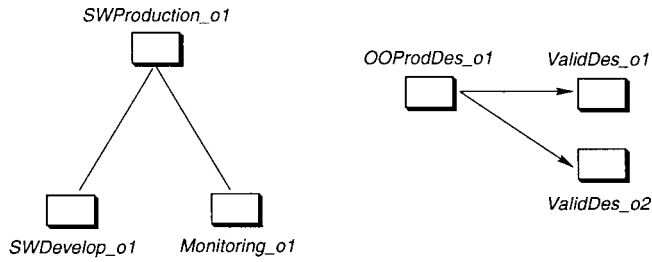 SWProduction_o1
OOProdDes_o1
ValidDes_o1
ValidDes_o2
SWDevelop_o1
Monitoring_o1